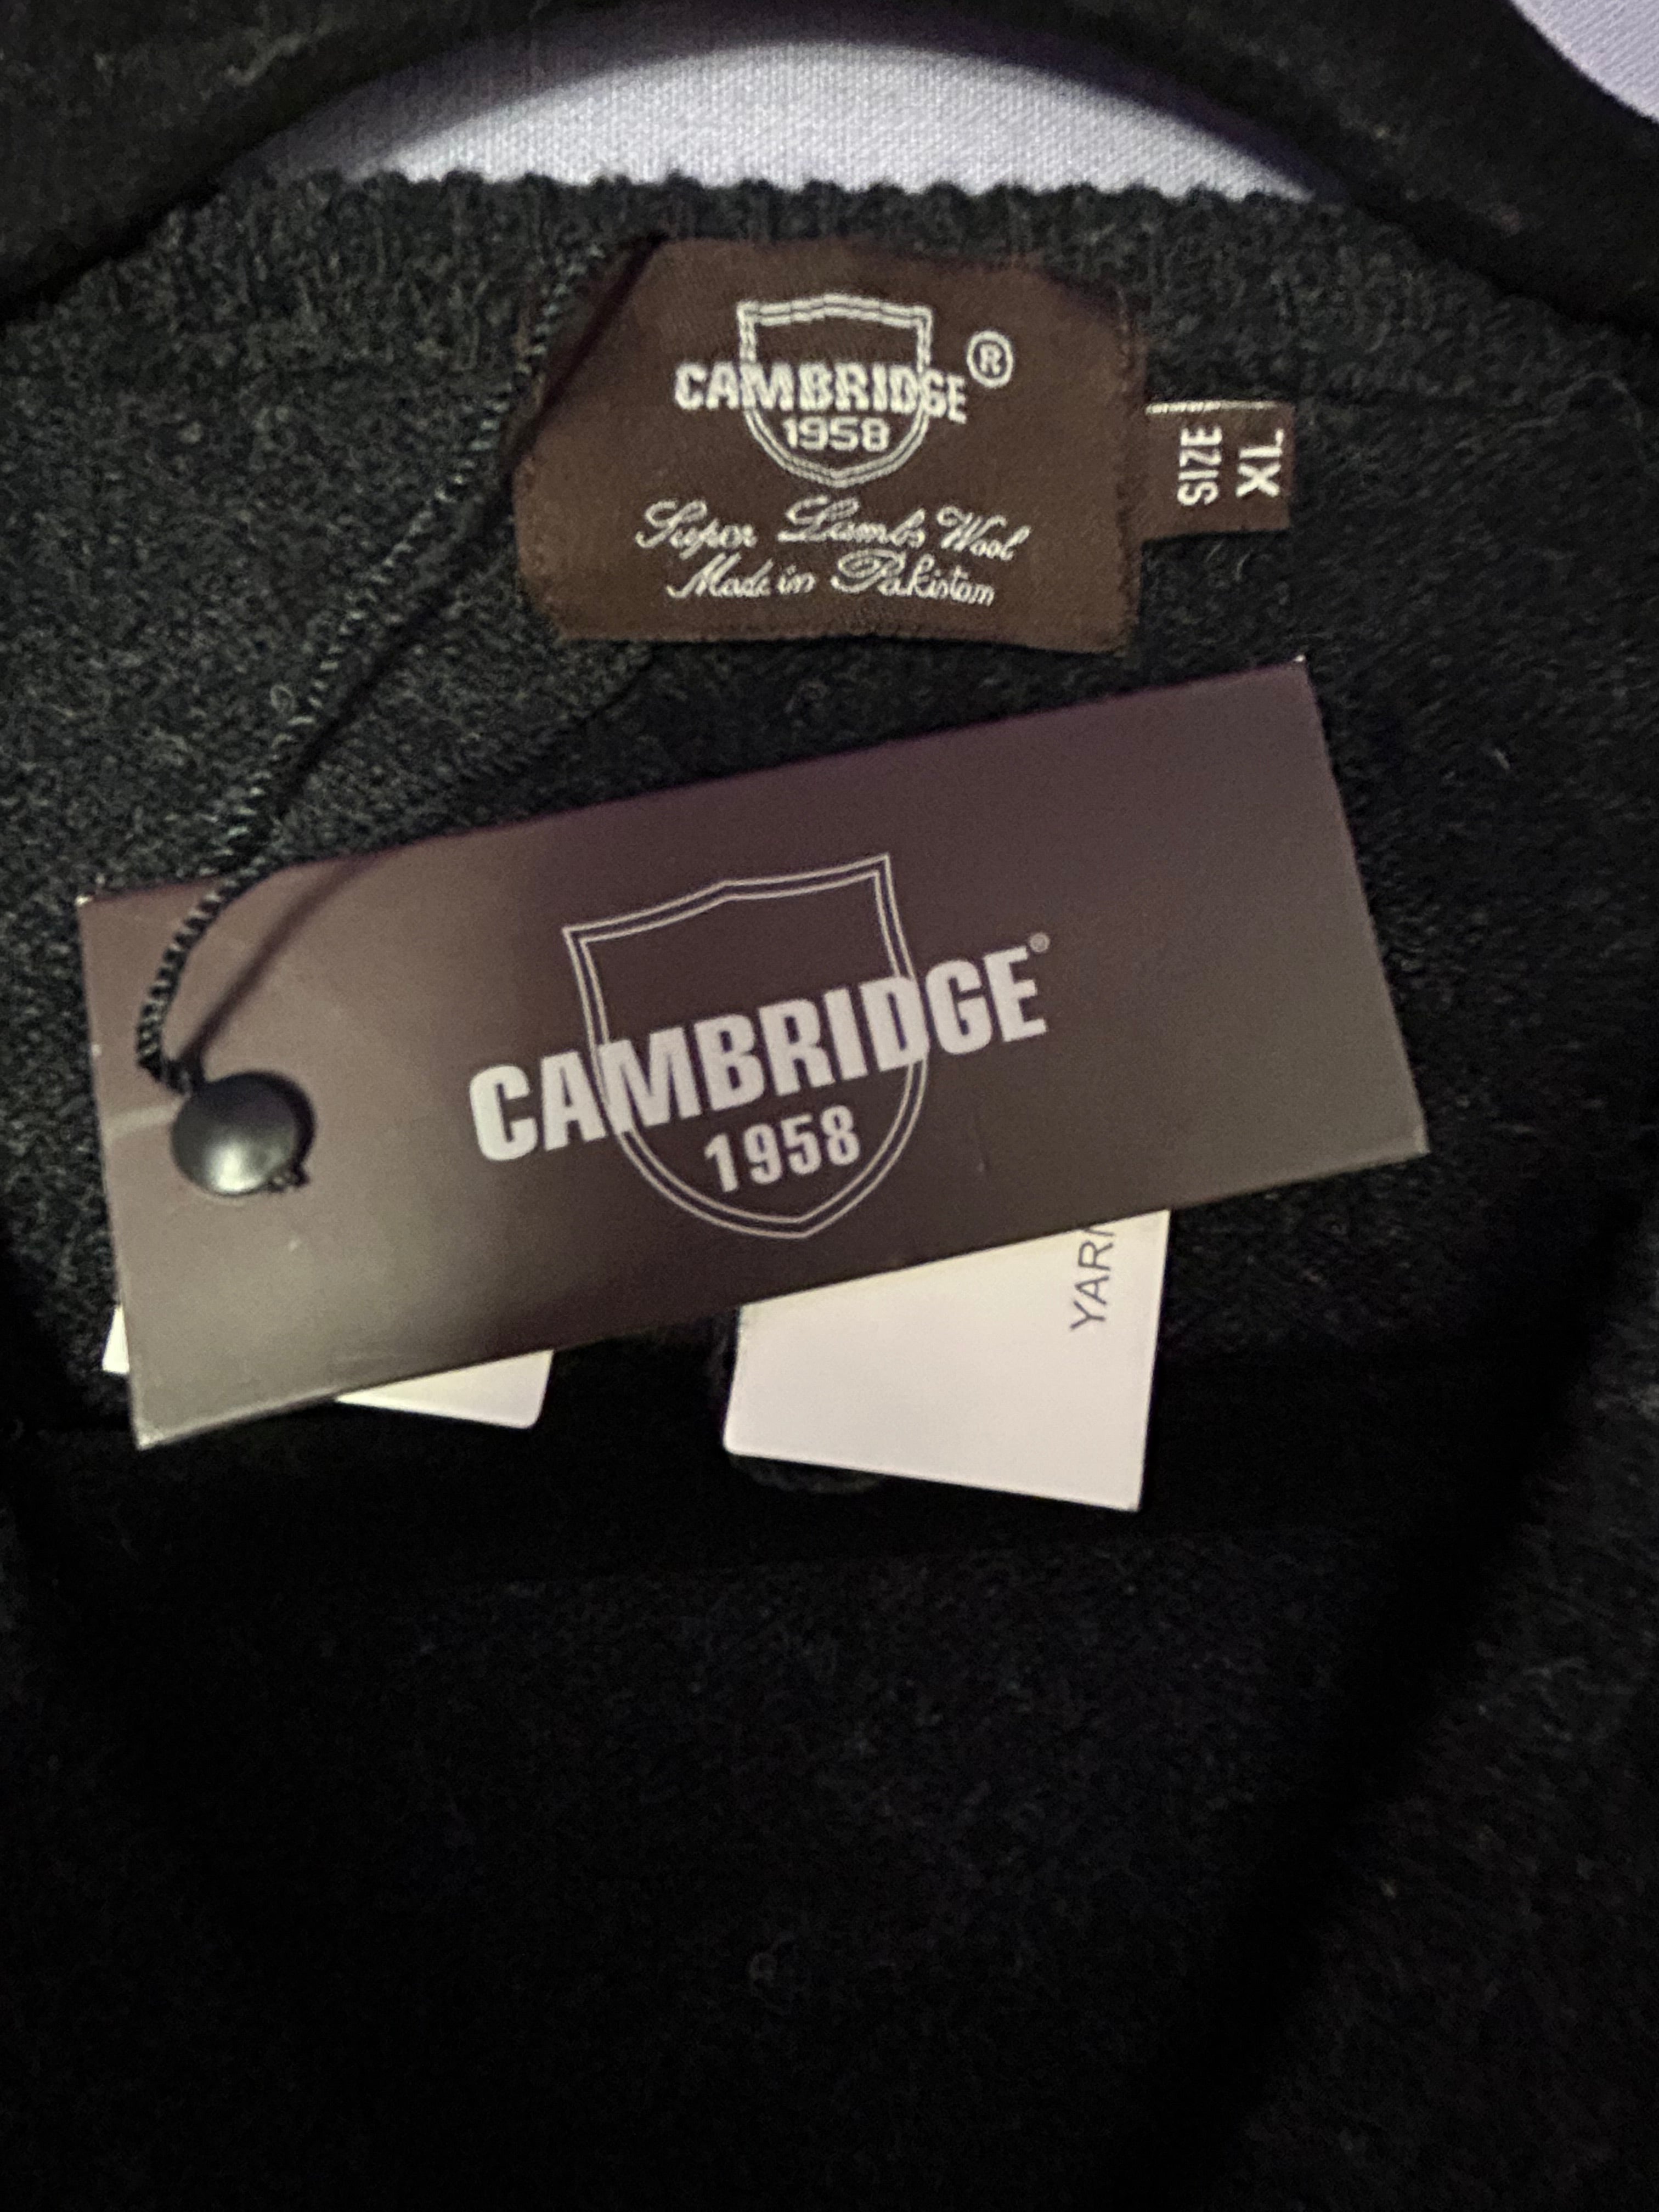 CAMBRIDGE ®
1958
Super Lambs Wool
Made in Pakistan
SIZE
XL
CAMBRIDGE®
1958